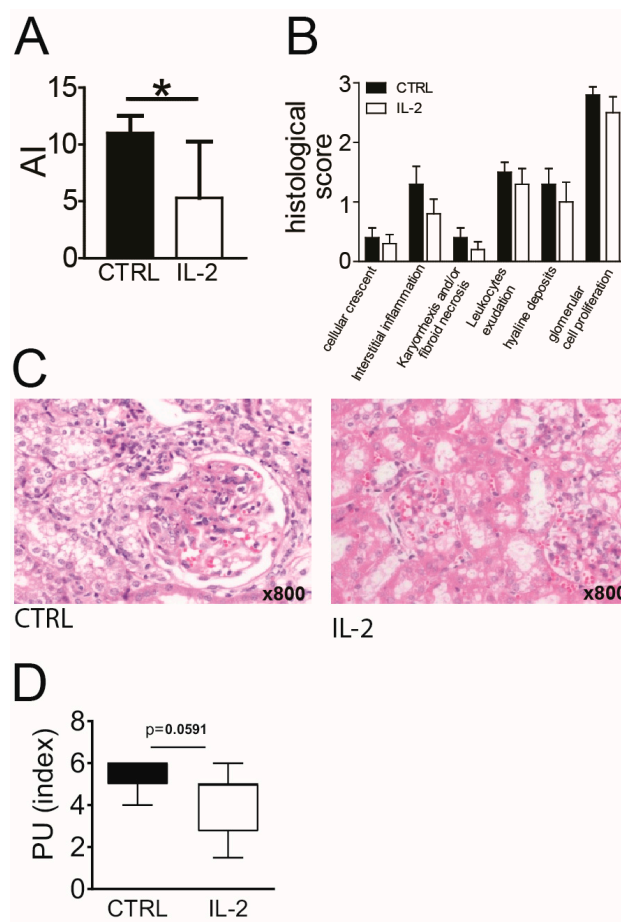 A
AI
15
10
5
0
*
CTRL IL-2
B
histological
score
3
2
1
0
CTRL
IL-2
cellular crescent
Interstitial inflammation
Karyorrhexis and/or
fibroid necrosis
Leukocytes
exudation
hyaline deposits
glomerular
cell proliferation
C
x800
CTRL
x800
IL-2
D
PU (index)
8
6
4
2
0
p=0.0591
CTRL IL-2